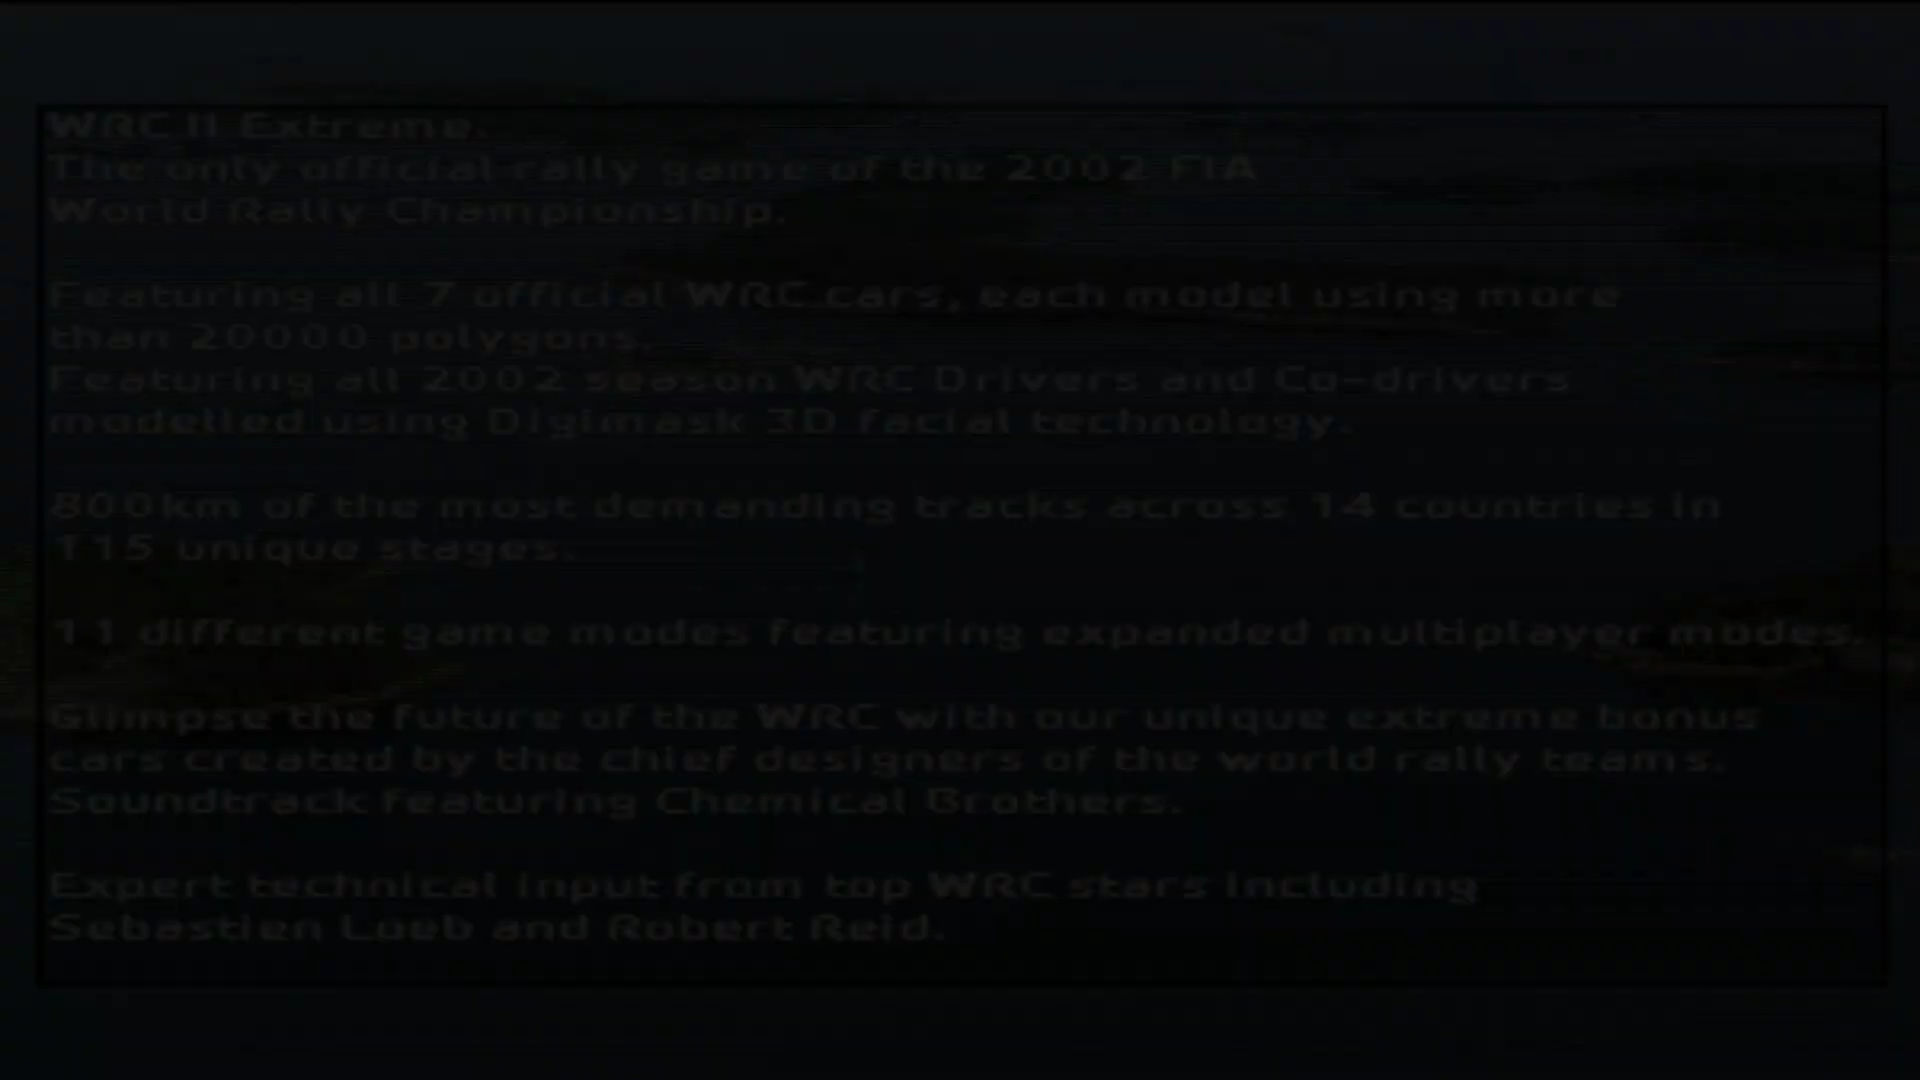 WRC II Extreme.
The only official rally game of the 2002 FIA
World Rally Championship.
Featuring all 7 official WRC cars, each model using more
than 20000 polygons.
Featuring all 2002 season WRC Drivers and Co-drivers
modelled using Digimask 3D facial technology.
800km of the most demanding tracks across 14 countries in
115 unique stages.
11 different game modes featuring expanded multiplayer modes.
Glimpse the future of the WRC with our unique extreme bonus
cars created by the chief designers of the world rally teams.
Soundtrack featuring Chemical Brothers.
Expert technical input from top WRC stars including
Sebastien Loeb and Robert Reid.